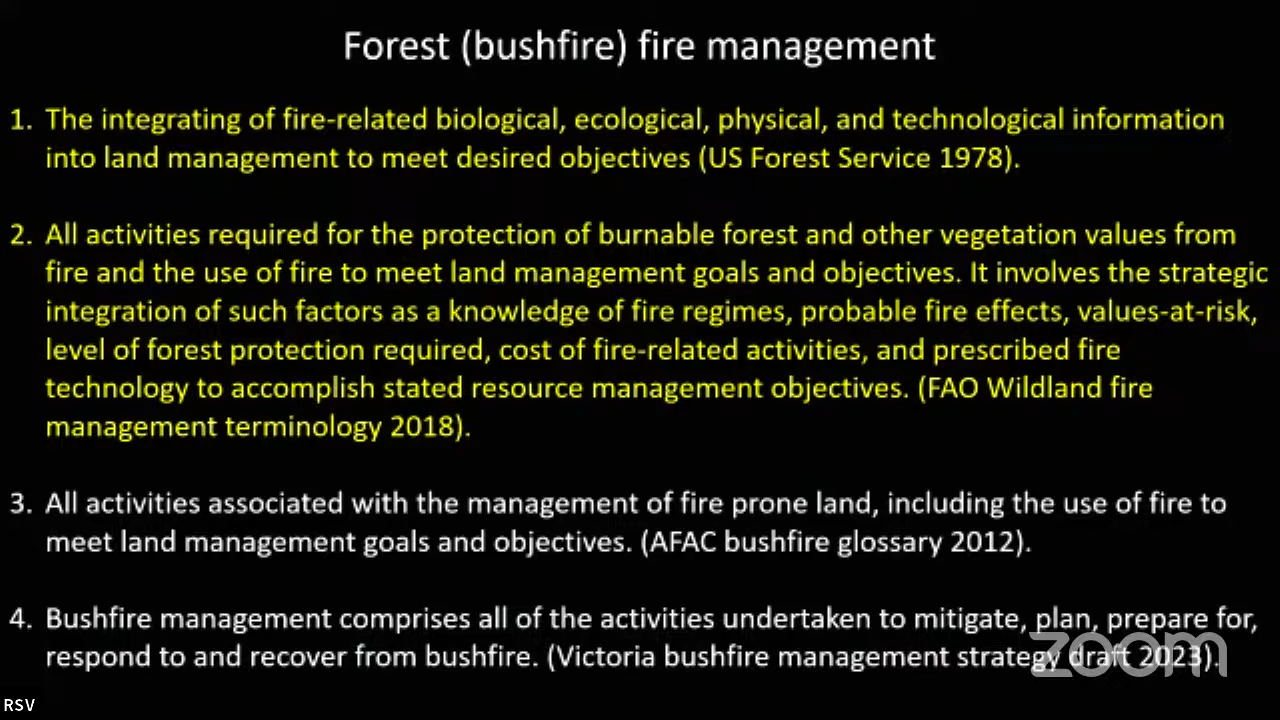 Forest (bushfire) fire management
1. The integrating of fire-related biological, ecological, physical, and technological information
into land management to meet desired objectives (US Forest Service 1978).
2. All activities required for the protection of burnable forest and other vegetation values from
fire and the use of fire to meet land management goals and objectives. It involves the strategic
integration of such factors as a knowledge of fire regimes, probable fire effects, values-at-risk,
level of forest protection required, cost of fire-related activities, and prescribed fire
technology to accomplish stated resource management objectives. (FAO Wildland fire
management terminology 2018).
3. All activities associated with the management of fire prone land, including the use of fire to
meet land management goals and objectives. (AFAC bushfire glossary 2012).
4. Bushfire management comprises all of the activities undertaken to mitigate, plan, prepare for,
respond to and recover from bushfire. (Victoria bushfire management strategy draft 2023).
zoom
RSV